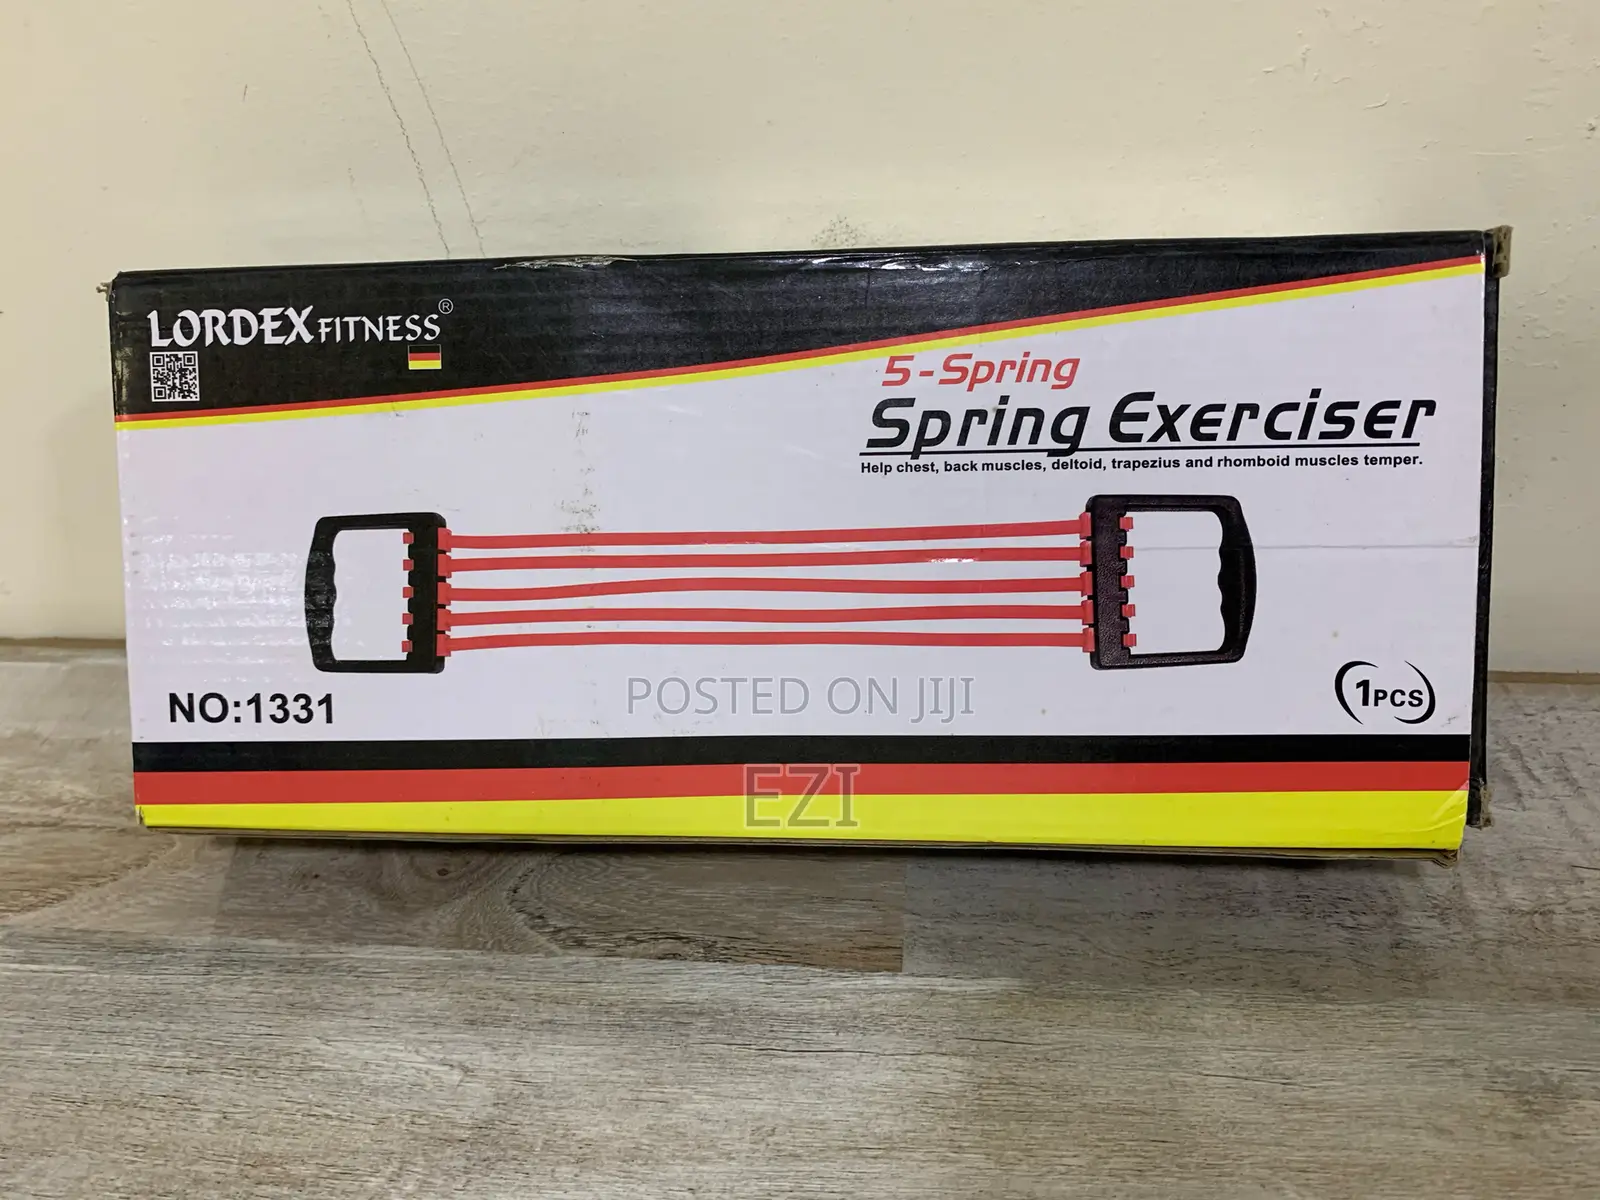 LORDEX FITNESS®
5-Spring
Spring Exerciser
Help chest, back muscles, deltoid, trapezius and rhomboid muscles temper.
NO:1331
POSTED ON JIJI
1PCS
EZI